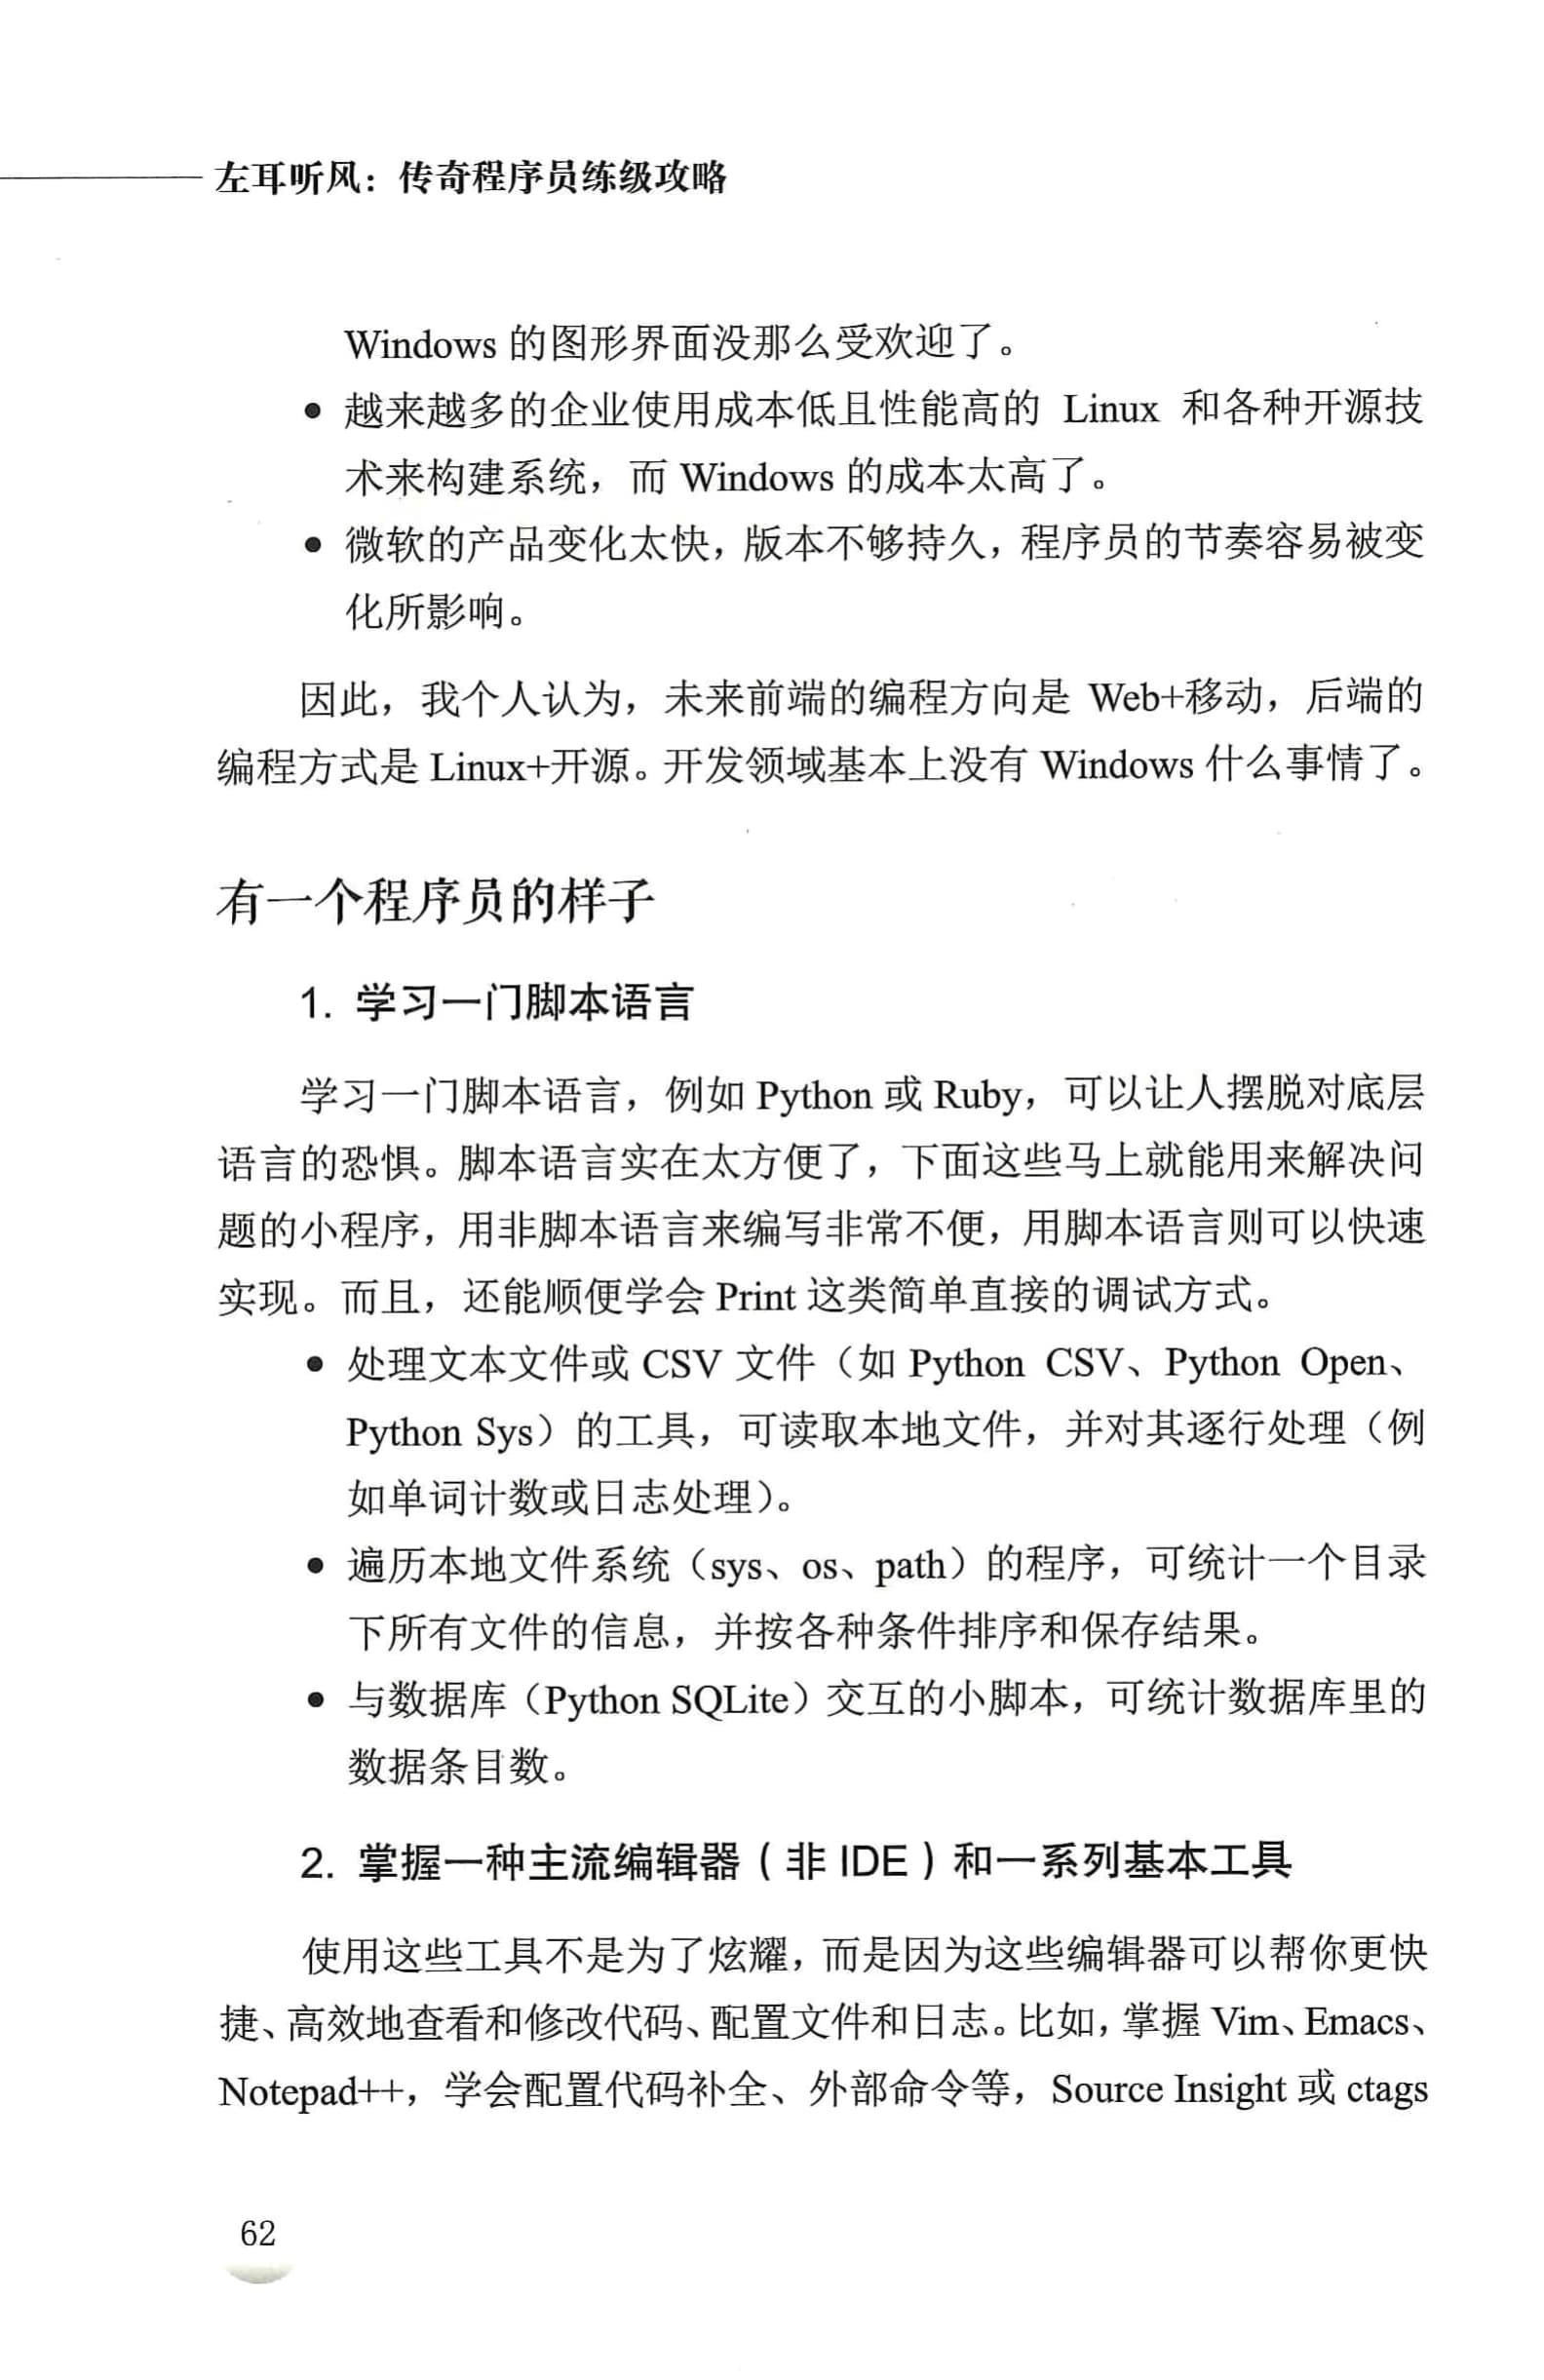 左耳听风：传奇程序员练级攻略
Windows 的图形界面没那么受欢迎了。
● 越来越多的企业使用成本低且性能高的 Linux 和各种开源技
术来构建系统，而 Windows 的成本太高了。
● 微软的产品变化太快，版本不够持久，程序员的节奏容易被变
化所影响。
因此，我个人认为，未来前端的编程方向是 Web+移动，后端的
编程方式是 Linux+开源。开发领域基本上没有 Windows 什么事情了。
有一个程序员的样子
1. 学习一门脚本语言
学习一门脚本语言，例如 Python 或 Ruby，可以让人摆脱对底层
语言的恐惧。脚本语言实在太方便了，下面这些马上就能用来解决问
题的小程序，用非脚本语言来编写非常不便，用脚本语言则可以快速
实现。而且，还能顺便学会 Print 这类简单直接的调试方式。
● 处理文本文件或 CSV 文件（如 Python CSV、Python Open、
Python Sys）的工具，可读取本地文件，并对其逐行处理（例
如单词计数或日志处理）。
● 遍历本地文件系统（sys、os、path）的程序，可统计一个目录
下所有文件的信息，并按各种条件排序和保存结果。
● 与数据库（Python SQLite）交互的小脚本，可统计数据库里的
数据条目数。
2. 掌握一种主流编辑器（非 IDE）和一系列基本工具
使用这些工具不是为了炫耀，而是因为这些编辑器可以帮你更快
捷、高效地查看和修改代码、配置文件和日志。比如，掌握 Vim、Emacs、
Notepad++，学会配置代码补全、外部命令等，Source Insight 或 ctags
62